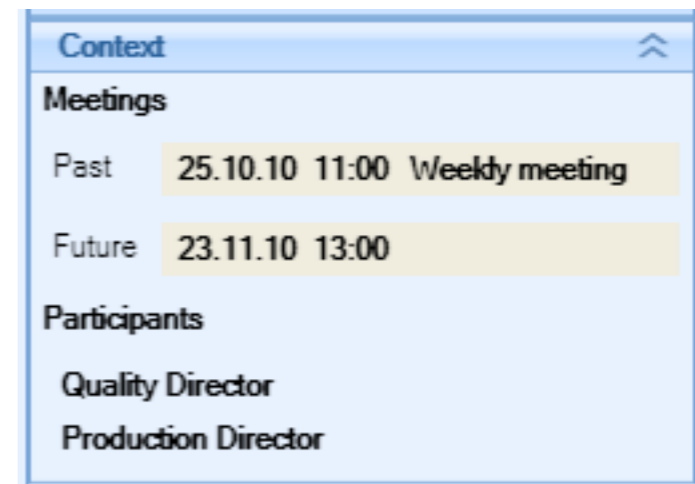 Context
Meetings
Past 25.10.10 11:00 Weekly meeting
Future 23.11.10 13:00
Participants
Quality Director
Production Director